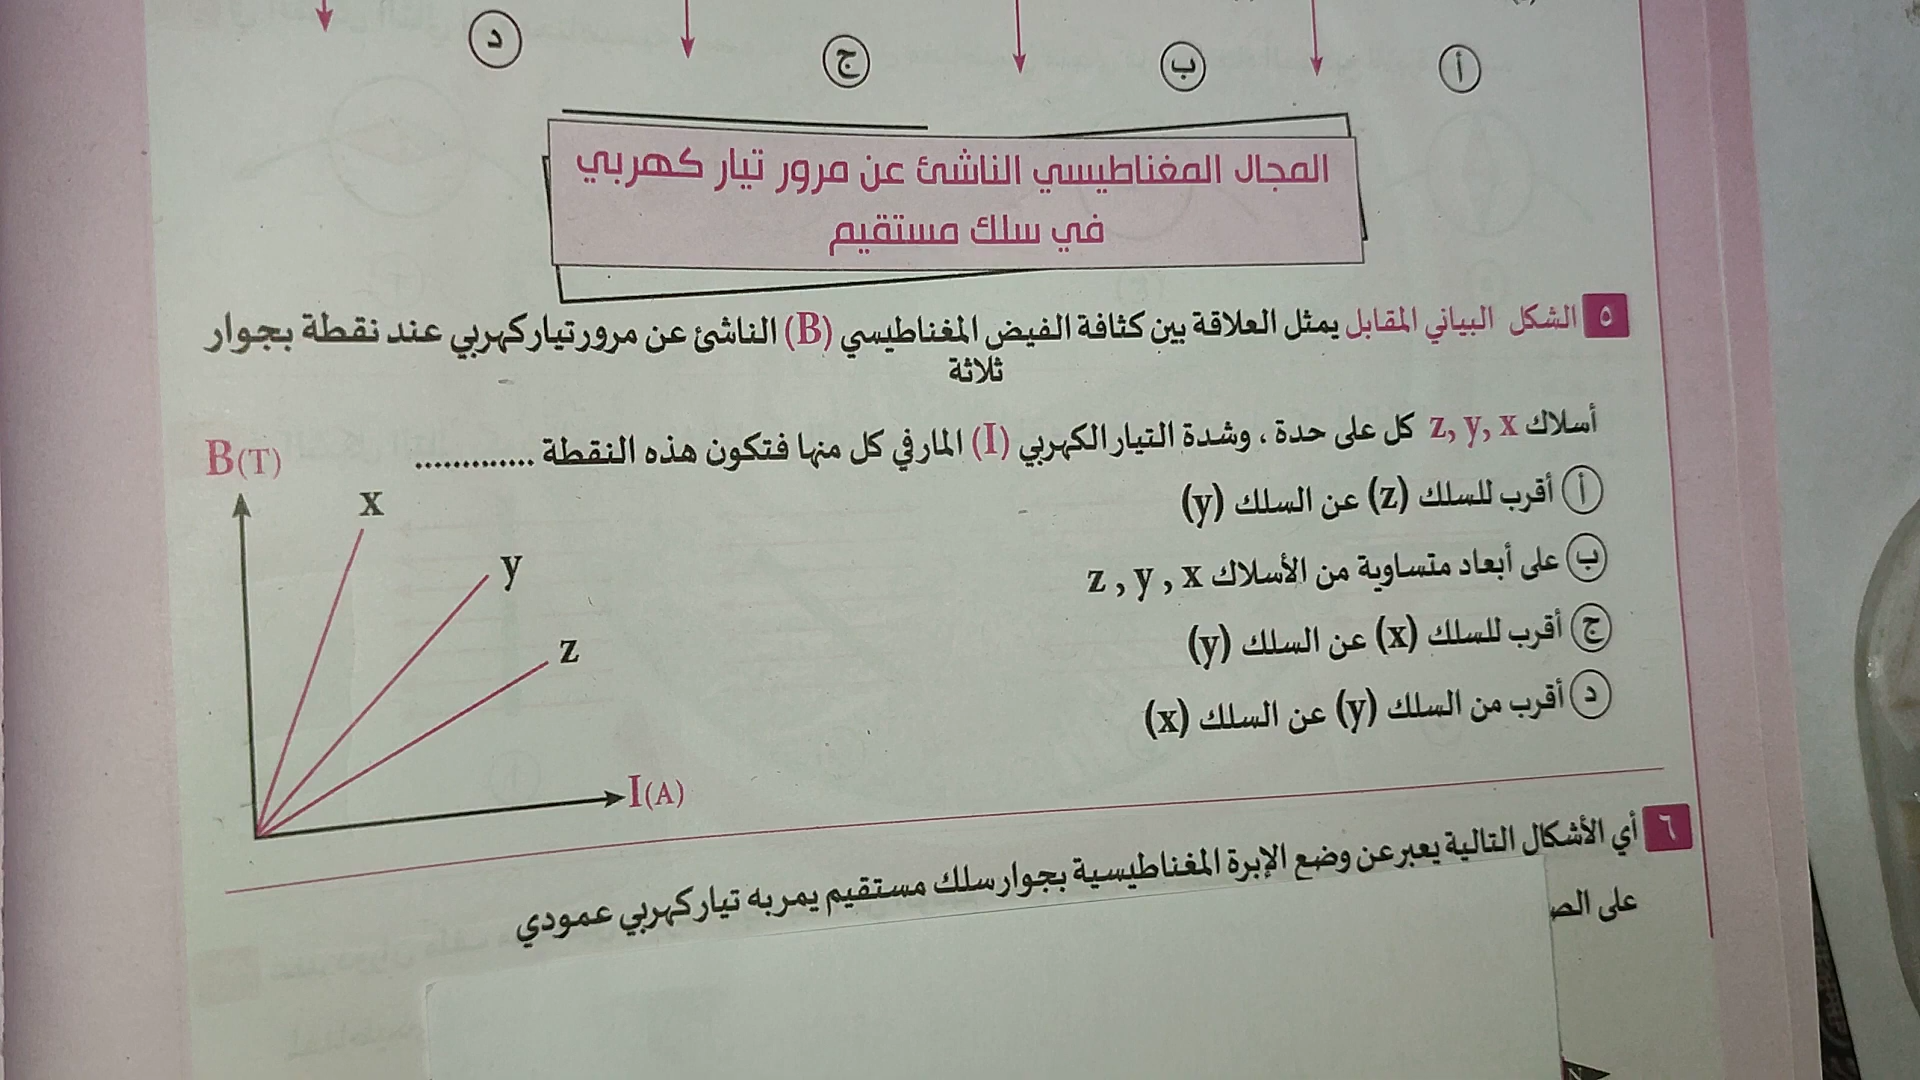 أ
ب
ج
د
المجال المغناطيسي الناشئ عن مرور تيار كهربي
في سلك مستقيم
٥ الشكل البياني المقابل يمثل العلاقة بين كثافة الفيض المغناطيسي (B) الناشئ عن مرور تيار كهربي عند نقطة بجوار
ثلاثة
أسلاك z, y, x كل على حدة ، وشدة التيار الكهربي (I) المار في كل منها فتكون هذه النقطة .............
أ أقرب للسلك (z) عن السلك (y)
ب على أبعاد متساوية من الأسلاك z , y , x
ج أقرب للسلك (x) عن السلك (y)
د أقرب من السلك (y) عن السلك (x)
B(T)
x
y
z
I(A)
٦ أي الأشكال التالية يعبر عن وضع الإبرة المغناطيسية بجوار سلك مستقيم يمر به تيار كهربي عمودي
على الص